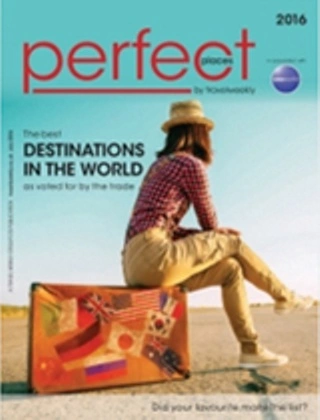 2016
perfect
places
by travelweekly
The best
DESTINATIONS
IN THE WORLD
as voted for by the trade
Did your favourite make the list?